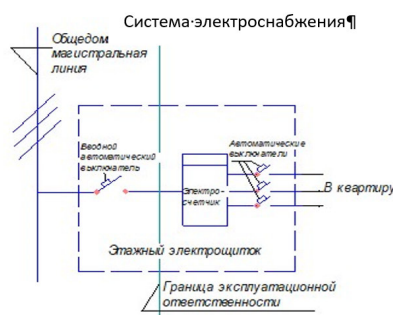 Система·электроснабжения¶
Общедом.
магистральная
линия
Вводной
автоматический
выключатель
Автоматические
выключатели
Электро-
счетчик
В квартиру
Этажный электрощиток
Граница эксплуатационной
ответственности